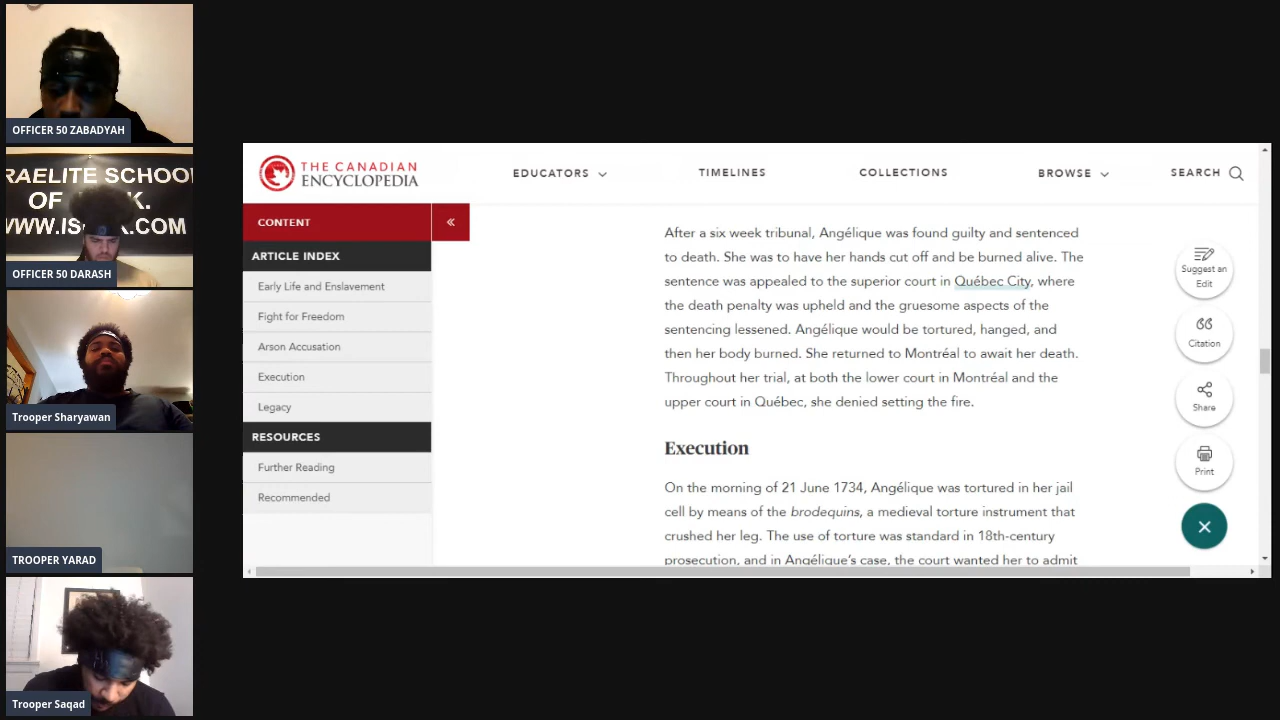 OFFICER 50 ZABADYAH
RAELITE SCHOO
OF
K.
WWW.IS
K.COM
OFFICER 50 DARASH
Trooper Sharyawan
TROOPER YARAD
Trooper Saqad
THE CANADIAN
ENCYCLOPEDIA
EDUCATORS
TIMELINES
COLLECTIONS
BROWSE
SEARCH
CONTENT
«
ARTICLE INDEX
Early Life and Enslavement
Fight for Freedom
Arson Accusation
Execution
Legacy
RESOURCES
Further Reading
Recommended
After a six week tribunal, Angélique was found guilty and sentenced
to death. She was to have her hands cut off and be burned alive. The
sentence was appealed to the superior court in Québec City, where
the death penalty was upheld and the gruesome aspects of the
sentencing lessened. Angélique would be tortured, hanged, and
then her body burned. She returned to Montréal to await her death.
Throughout her trial, at both the lower court in Montréal and the
upper court in Québec, she denied setting the fire.
Execution
On the morning of 21 June 1734, Angélique was tortured in her jail
cell by means of the brodequins, a medieval torture instrument that
crushed her leg. The use of torture was standard in 18th-century
prosecution, and in Angélique's case, the court wanted her to admit
Suggest an
Edit
Citation
Share
Print